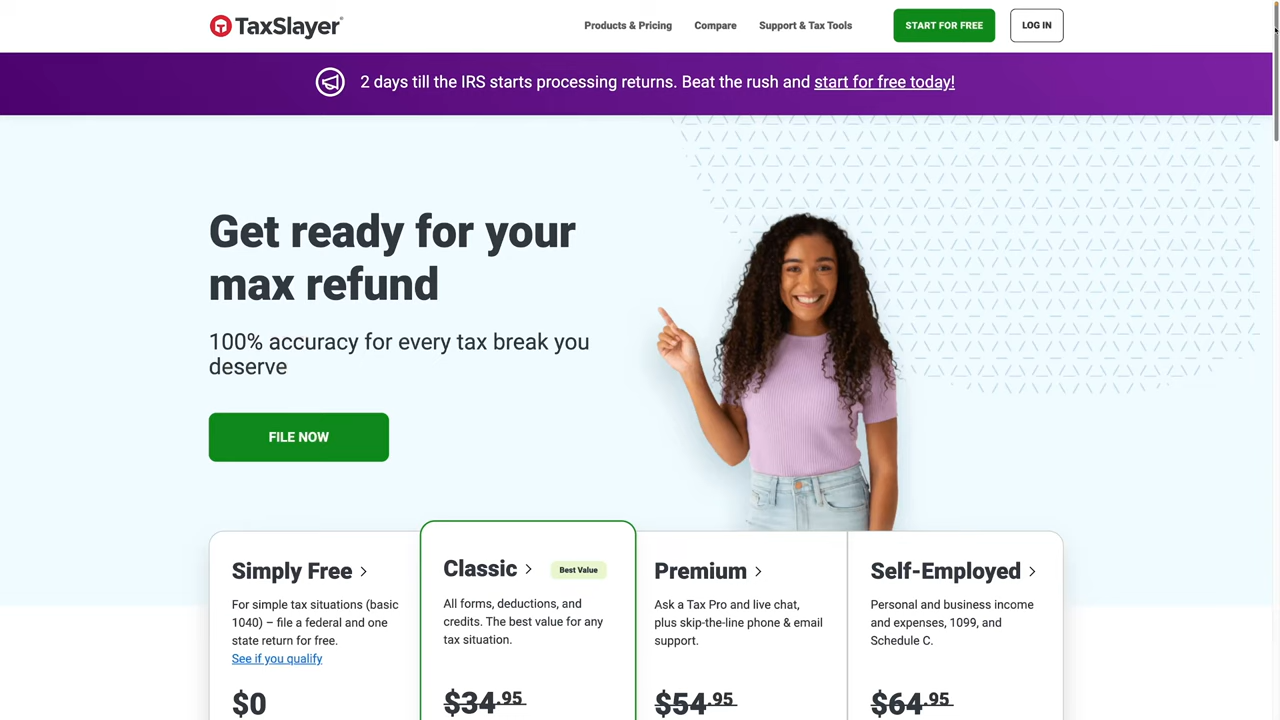 TaxSlayer
Products & Pricing
Compare
Support & Tax Tools
START FOR FREE
LOG IN
2 days till the IRS starts processing returns. Beat the rush and start for free today!
Get ready for your
max refund
100% accuracy for every tax break you
deserve
FILE NOW
Simply Free
For simple tax situations (basic
1040) – file a federal and one
state return for free.
See if you qualify
$0
Classic
Best Value
All forms, deductions, and
credits. The best value for any
tax situation.
$34.95
Premium
Ask a Tax Pro and live chat,
plus skip-the-line phone & email
support.
$54.95
Self-Employed
Personal and business income
and expenses, 1099, and
Schedule C.
$64.95